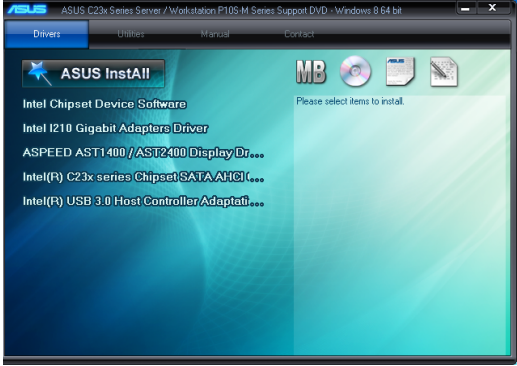 ASUS ASUS C23x Series Server / Workstation P10S-M Series Support DVD - Windows 8 64 bit
Drivers Utilities Manual Contact
ASUS InstAll
MB
Please select items to install.
Intel Chipset Device Software
Intel I210 Gigabit Adapters Driver
ASPEED AST1400 / AST2400 Display Dr...
Intel(R) C23x series Chipset SATA AHCI (...
Intel(R) USB 3.0 Host Controller Adaptati...